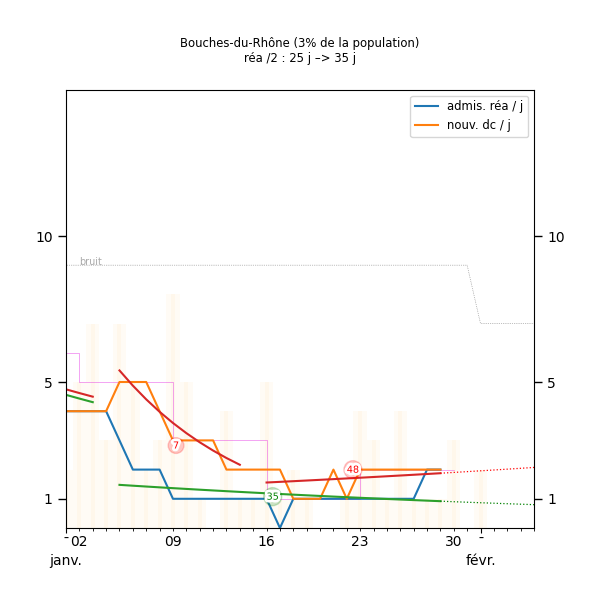 Bouches-du-Rhône (3% de la population)
réa /2 : 25 j –> 35 j
admis. réa / j
nouv. dc / j
10
10
bruit
5
5
7
48
35
1
1
02
09
16
23
30
janv.
févr.